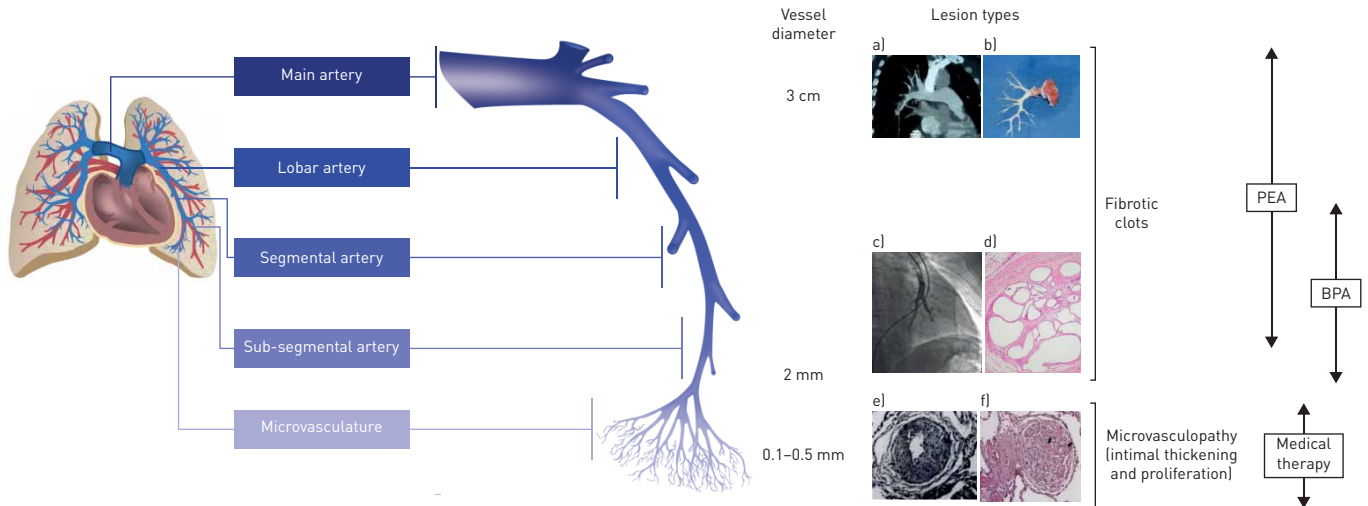 Vessel
diameter
Lesion types
a)
b)
Main artery
3 cm
Lobar artery
PEA
Fibrotic
clots
c)
d)
Segmental artery
BPA
Sub-segmental artery
2 mm
e)
f)
Microvasculature
0.1–0.5 mm
Microvasculopathy
(intimal thickening
and proliferation)
Medical
therapy